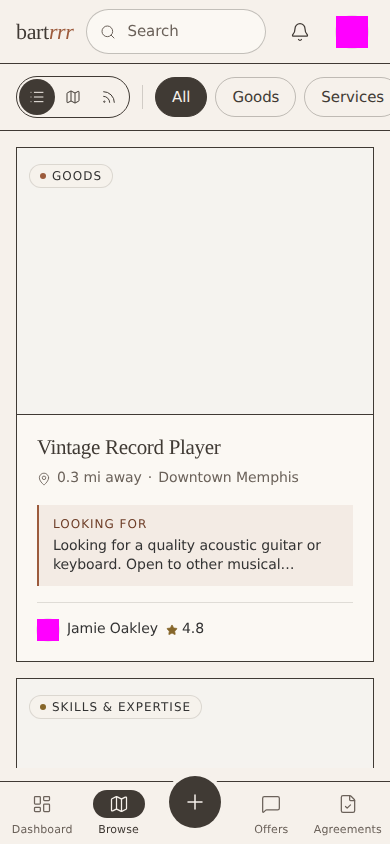 bartrrr
Search
All
Goods
Services
GOODS
Vintage Record Player
0.3 mi away · Downtown Memphis
LOOKING FOR
Looking for a quality acoustic guitar or
keyboard. Open to other musical...
Jamie Oakley
4.8
SKILLS & EXPERTISE
Dashboard
Browse
Offers
Agreements